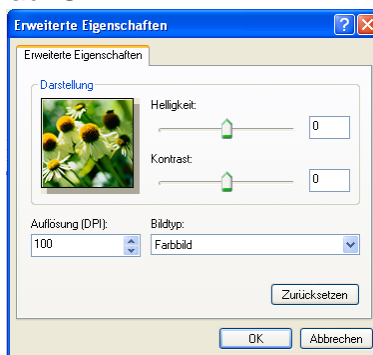 Erweiterte Eigenschaften
Erweiterte Eigenschaften
Darstellung
Helligkeit:
0
Kontrast:
0
Auflösung (DPI):
Bildtyp:
100
Farbbild
Zurücksetzen
OK
Abbrechen